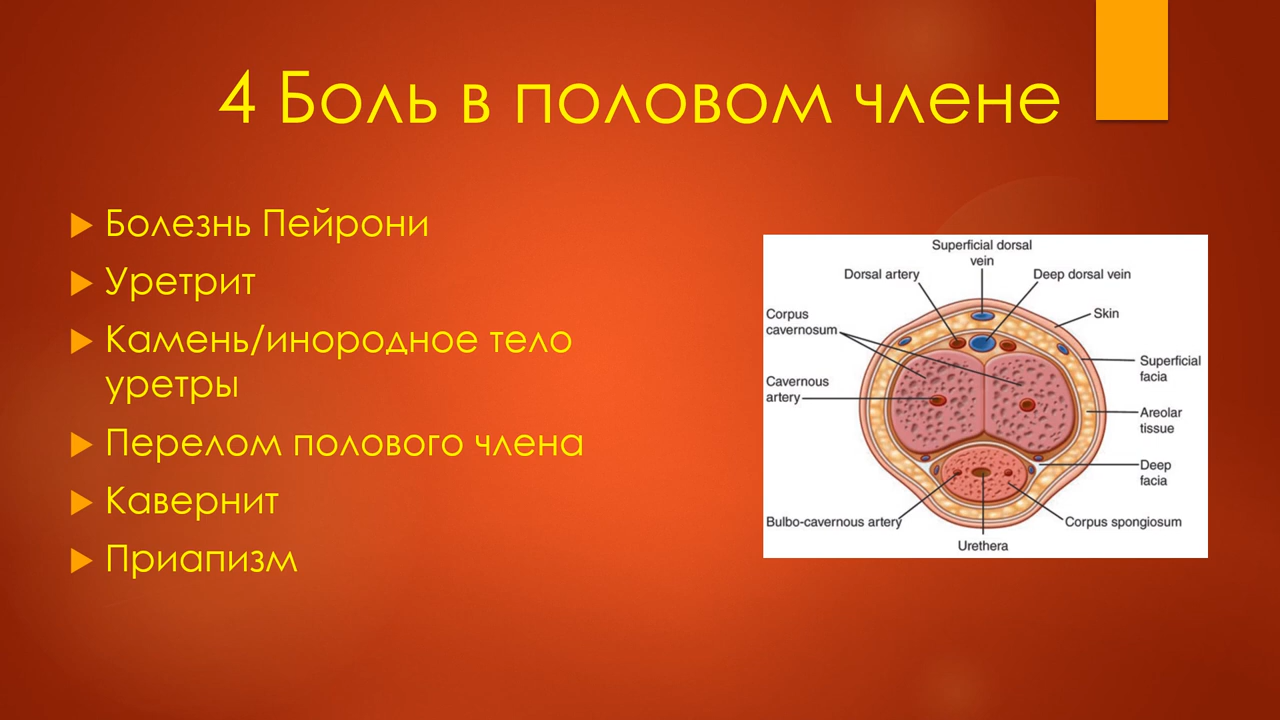 4 Боль в половом члене
Болезнь Пейрони
Уретрит
Камень/инородное тело
уретры
Перелом полового члена
Кавернит
Приапизм
Superficial dorsal
vein
Dorsal artery
Deep dorsal vein
Corpus
cavernosum
Skin
Superficial
facia
Cavernous
artery
Areolar
tissue
Deep
facia
Bulbo-cavernous artery
Corpus spongiosum
Urethera